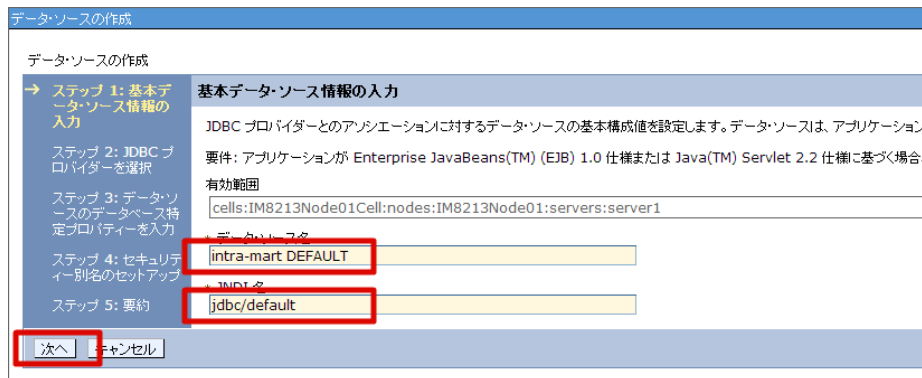 データ・ソースの作成
データ・ソースの作成
→ ステップ 1: 基本デ
ータ・ソース情報の
入力
ステップ 2: JDBC プ
ロバイダーを選択
ステップ 3: データ・ソ
ースのデータベース特
定プロパティーを入力
ステップ 4: セキュリテ
ィー別名のセットアップ
ステップ 5: 要約
基本データ・ソース情報の入力
JDBC プロバイダーとのアソシエーションに対するデータ・ソースの基本構成値を設定します。データ・ソースは、アプリケーション
要件: アプリケーションが Enterprise JavaBeans(TM) (EJB) 1.0 仕様または Java(TM) Servlet 2.2 仕様に基づく場合
有効範囲
cells:IM8213Node01Cell:nodes:IM8213Node01:servers:server1
* データ・ソース名
intra-mart DEFAULT
* JNDI 名
jdbc/default
次へ キャンセル